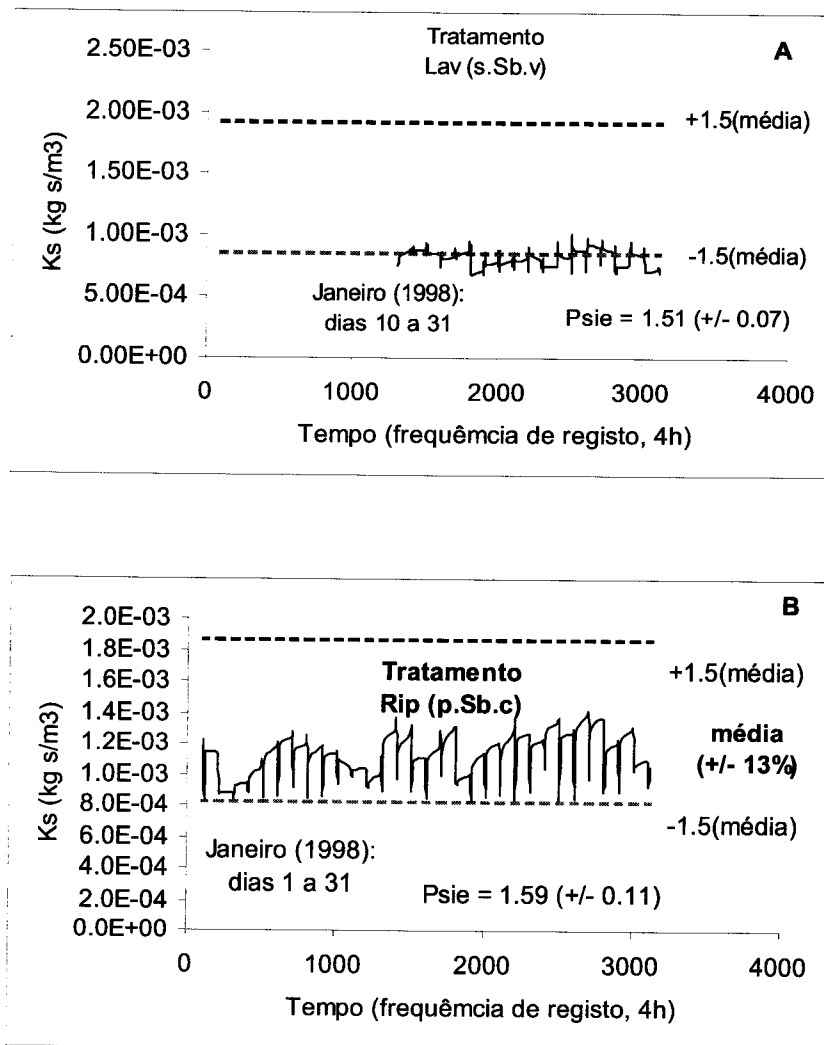 Tratamento
Lav (s.Sb.v)
A
2.50E-03
2.00E-03
1.50E-03
1.00E-03
5.00E-04
0.00E+00
Ks (kg s/m3)
+1.5(média)
-1.5(média)
Janeiro (1998):
dias 10 a 31
Psie = 1.51 (+/- 0.07)
0 1000 2000 3000 4000
Tempo (frequêmcia de registo, 4h)
B
2.0E-03
1.8E-03
1.6E-03
1.4E-03
1.2E-03
1.0E-03
8.0E-04
6.0E-04
4.0E-04
2.0E-04
0.0E+00
Ks (kg s/m3)
Tratamento
Rip (p.Sb.c)
+1.5(média)
média
(+/- 13%)
-1.5(média)
Janeiro (1998):
dias 1 a 31
Psie = 1.59 (+/- 0.11)
0 1000 2000 3000 4000
Tempo (frequêmcia de registo, 4h)